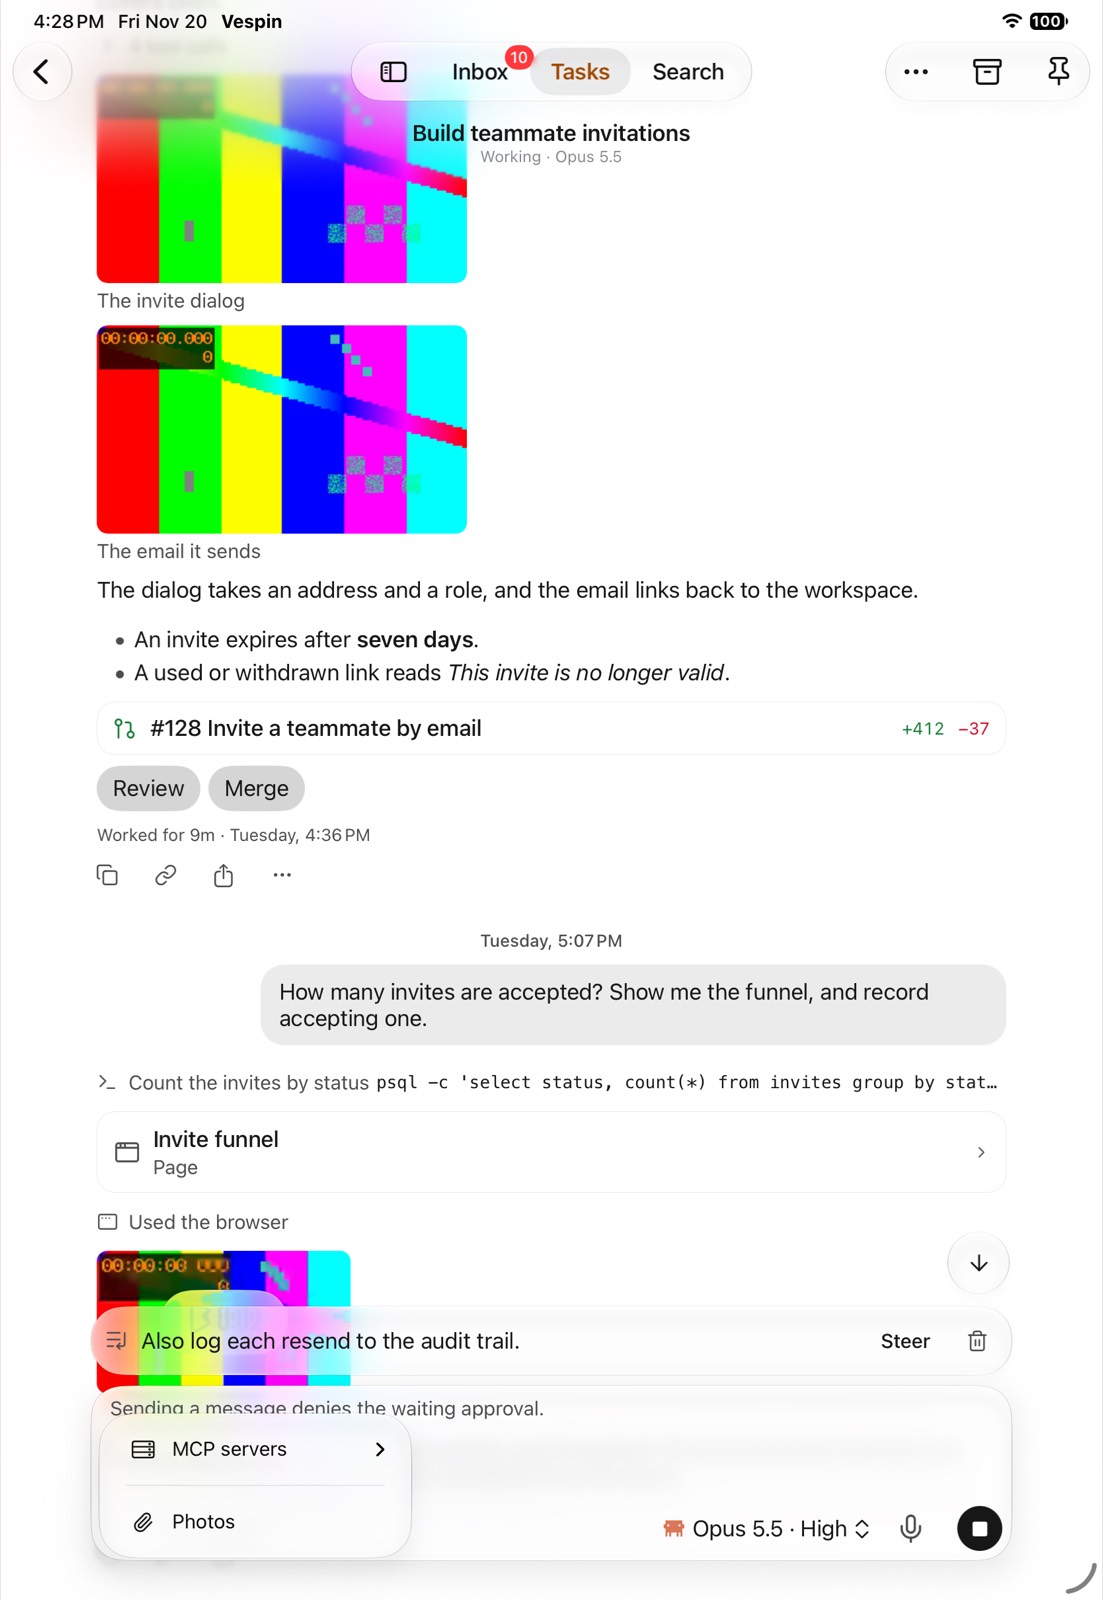 4:28 PM Fri Nov 20 Vespin
100
Inbox
10
Tasks
Search
Build teammate invitations
Working · Opus 5.5
The invite dialog
00:00:00.000
0
The email it sends
The dialog takes an address and a role, and the email links back to the workspace.
• An invite expires after seven days.
• A used or withdrawn link reads This invite is no longer valid.
#128 Invite a teammate by email
+412 −37
Review
Merge
Worked for 9m · Tuesday, 4:36 PM
Tuesday, 5:07 PM
How many invites are accepted? Show me the funnel, and record
accepting one.
Count the invites by status psql -c 'select status, count(*) from invites group by stat…
Invite funnel
Page
Used the browser
Also log each resend to the audit trail.
Steer
Sending a message denies the waiting approval.
MCP servers
Photos
Opus 5.5 · High